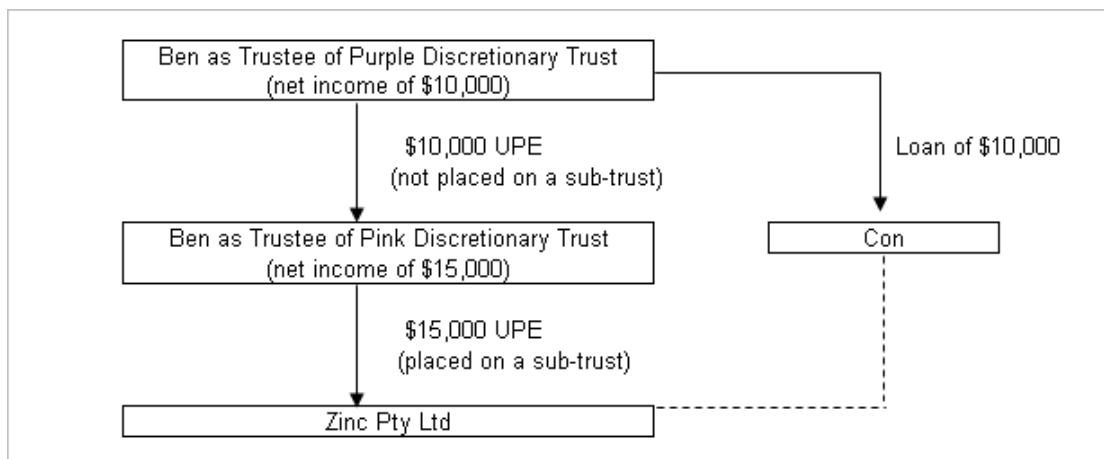 Ben as Trustee of Purple Discretionary Trust
(net income of $10,000)
$10,000 UPE
(not placed on a sub-trust)
Loan of $10,000
Ben as Trustee of Pink Discretionary Trust
(net income of $15,000)
Con
$15,000 UPE
(placed on a sub-trust)
Zinc Pty Ltd